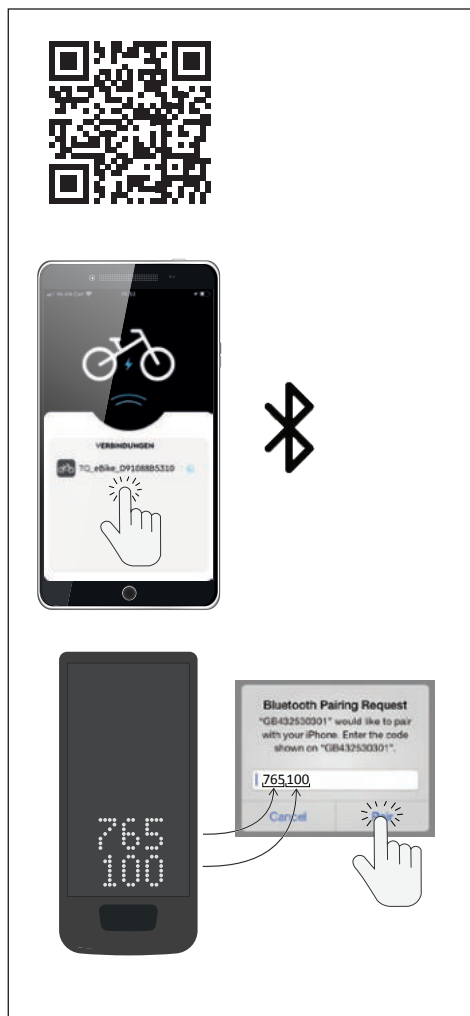 VERBINDUNGEN
TQ_eBike_D91088B5310
765
100
Bluetooth Pairing Request
"GB432530301" would like to pair
with your iPhone. Enter the code
shown on "GB432530301".
765100
Cancel